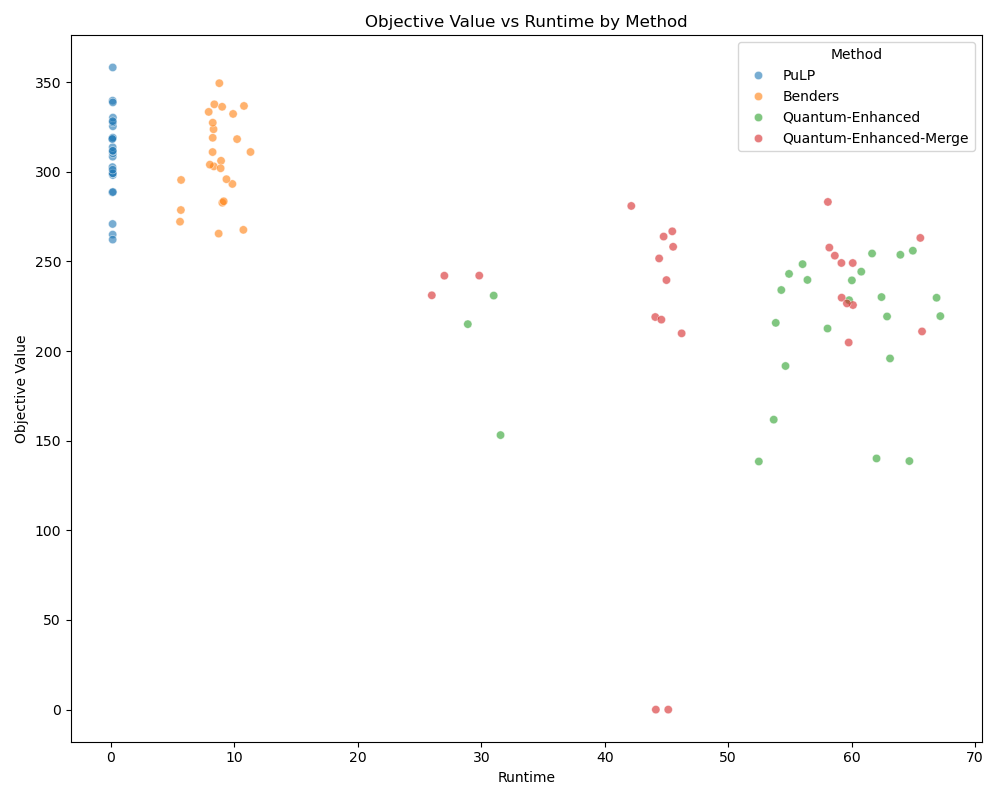 Objective Value vs Runtime by Method
Method
PuLP
Benders
Quantum-Enhanced
Quantum-Enhanced-Merge
Objective Value
350
300
250
200
150
100
50
0
0 10 20 30 40 50 60 70
Runtime